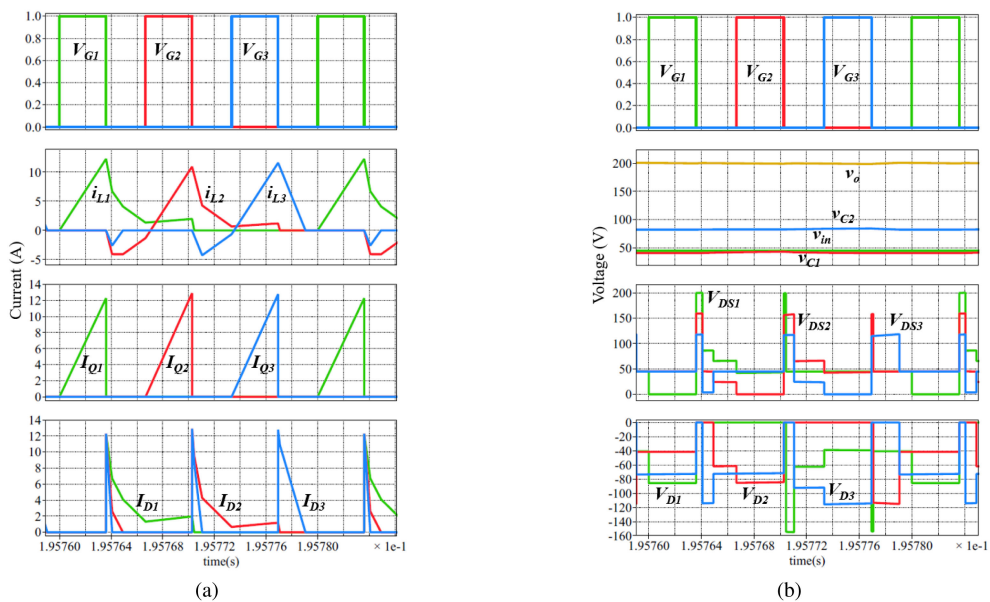 1.0
0.8
0.6
0.4
0.2
0.0
V_G1 V_G2 V_G3
10
5
0
-5
i_L1 i_L2 i_L3
Current (A)
14
12
10
8
6
4
2
0
I_Q1 I_Q2 I_Q3
14
12
10
8
6
4
2
0
I_D1 I_D2 I_D3
1.95760 1.95764 1.95768 1.95772 1.95776 1.95780 × 1e-1
time(s)
(a)
1.0
0.8
0.6
0.4
0.2
0.0
V_G1 V_G2 V_G3
200
150
100
50
v_o
v_C2
v_in
v_C1
Voltage (V)
200
150
100
50
0
V_DS1
V_DS2 V_DS3
0
-20
-40
-60
-80
-100
-120
-140
-160
V_D1 V_D2 V_D3
1.95760 1.95764 1.95768 1.95772 1.95776 1.95780 × 1e-1
time(s)
(b)